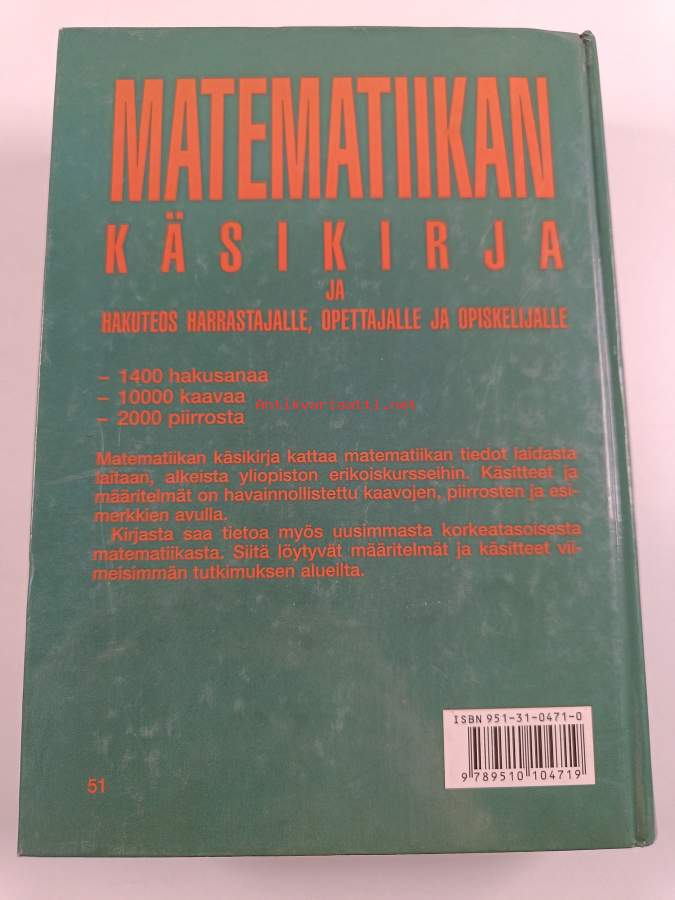 MATEMATIIKAN
KÄSIKIRJA
JA
HAKUTEOS HARRASTAJALLE, OPETTAJALLE JA OPISKELIJALLE
– 1400 hakusanaa
– 10000 kaavaa
Antikvariaatti.net
– 2000 piirrosta
Matematiikan käsikirja kattaa matematiikan tiedot laidasta
laitaan, alkeista yliopiston erikoiskursseihin. Käsitteet ja
määritelmät on havainnollistettu kaavojen, piirrosten ja esi-
merkkien avulla.
Kirjasta saa tietoa myös uusimmasta korkeatasoisesta
matematiikasta. Siitä löytyvät määritelmät ja käsitteet vii-
meisimmän tutkimuksen alueilta.
ISBN 951-31-0471-0
9 789510 104719
51